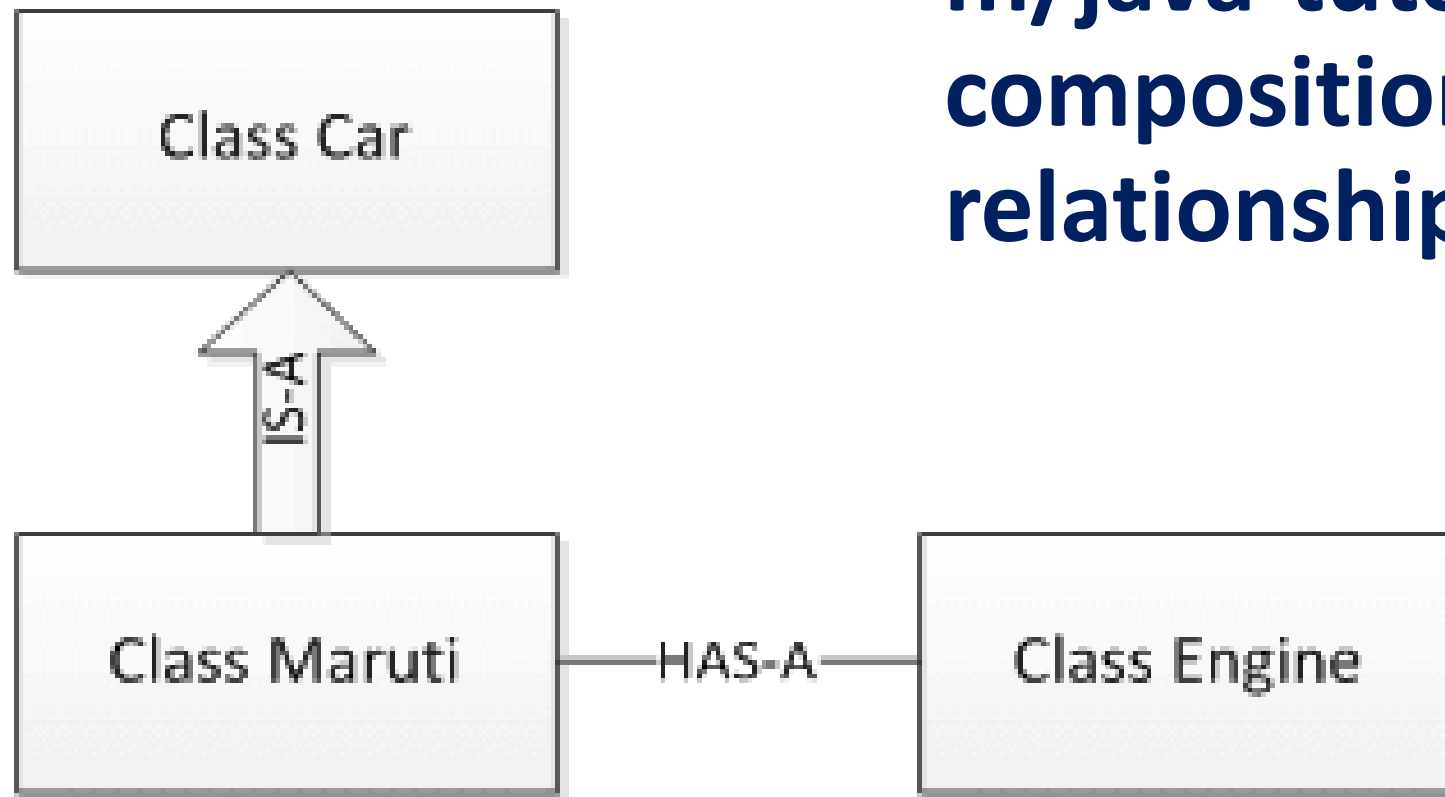 Class Car
composition
relationship
IS-A
Class Maruti
HAS-A
Class Engine